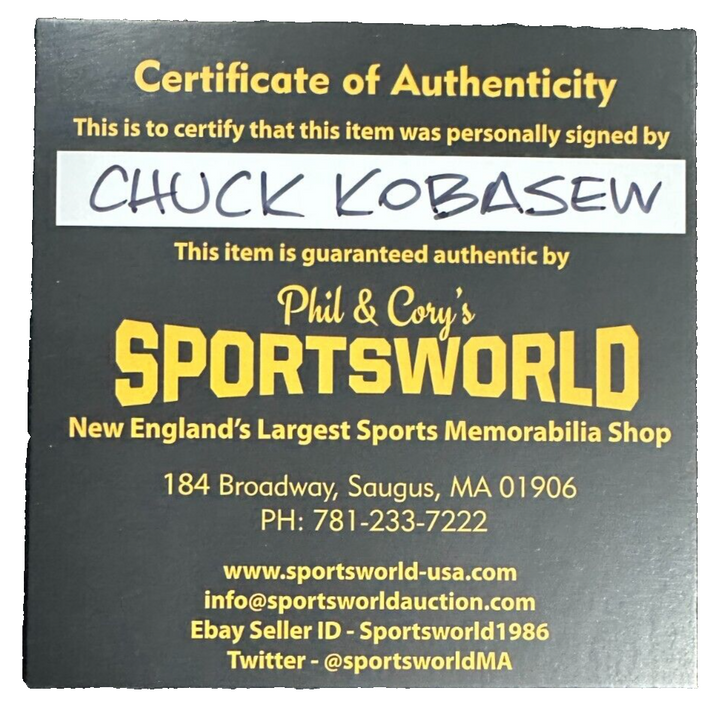 Certificate of Authenticity
This is to certify that this item was personally signed by
CHUCK KOBASEW
This item is guaranteed authentic by
Phil & Cory's
SPORTSWORLD
New England's Largest Sports Memorabilia Shop
184 Broadway, Saugus, MA 01906
PH: 781-233-7222
www.sportsworld-usa.com
info@sportsworldauction.com
Ebay Seller ID - Sportsworld1986
Twitter - @sportsworldMA